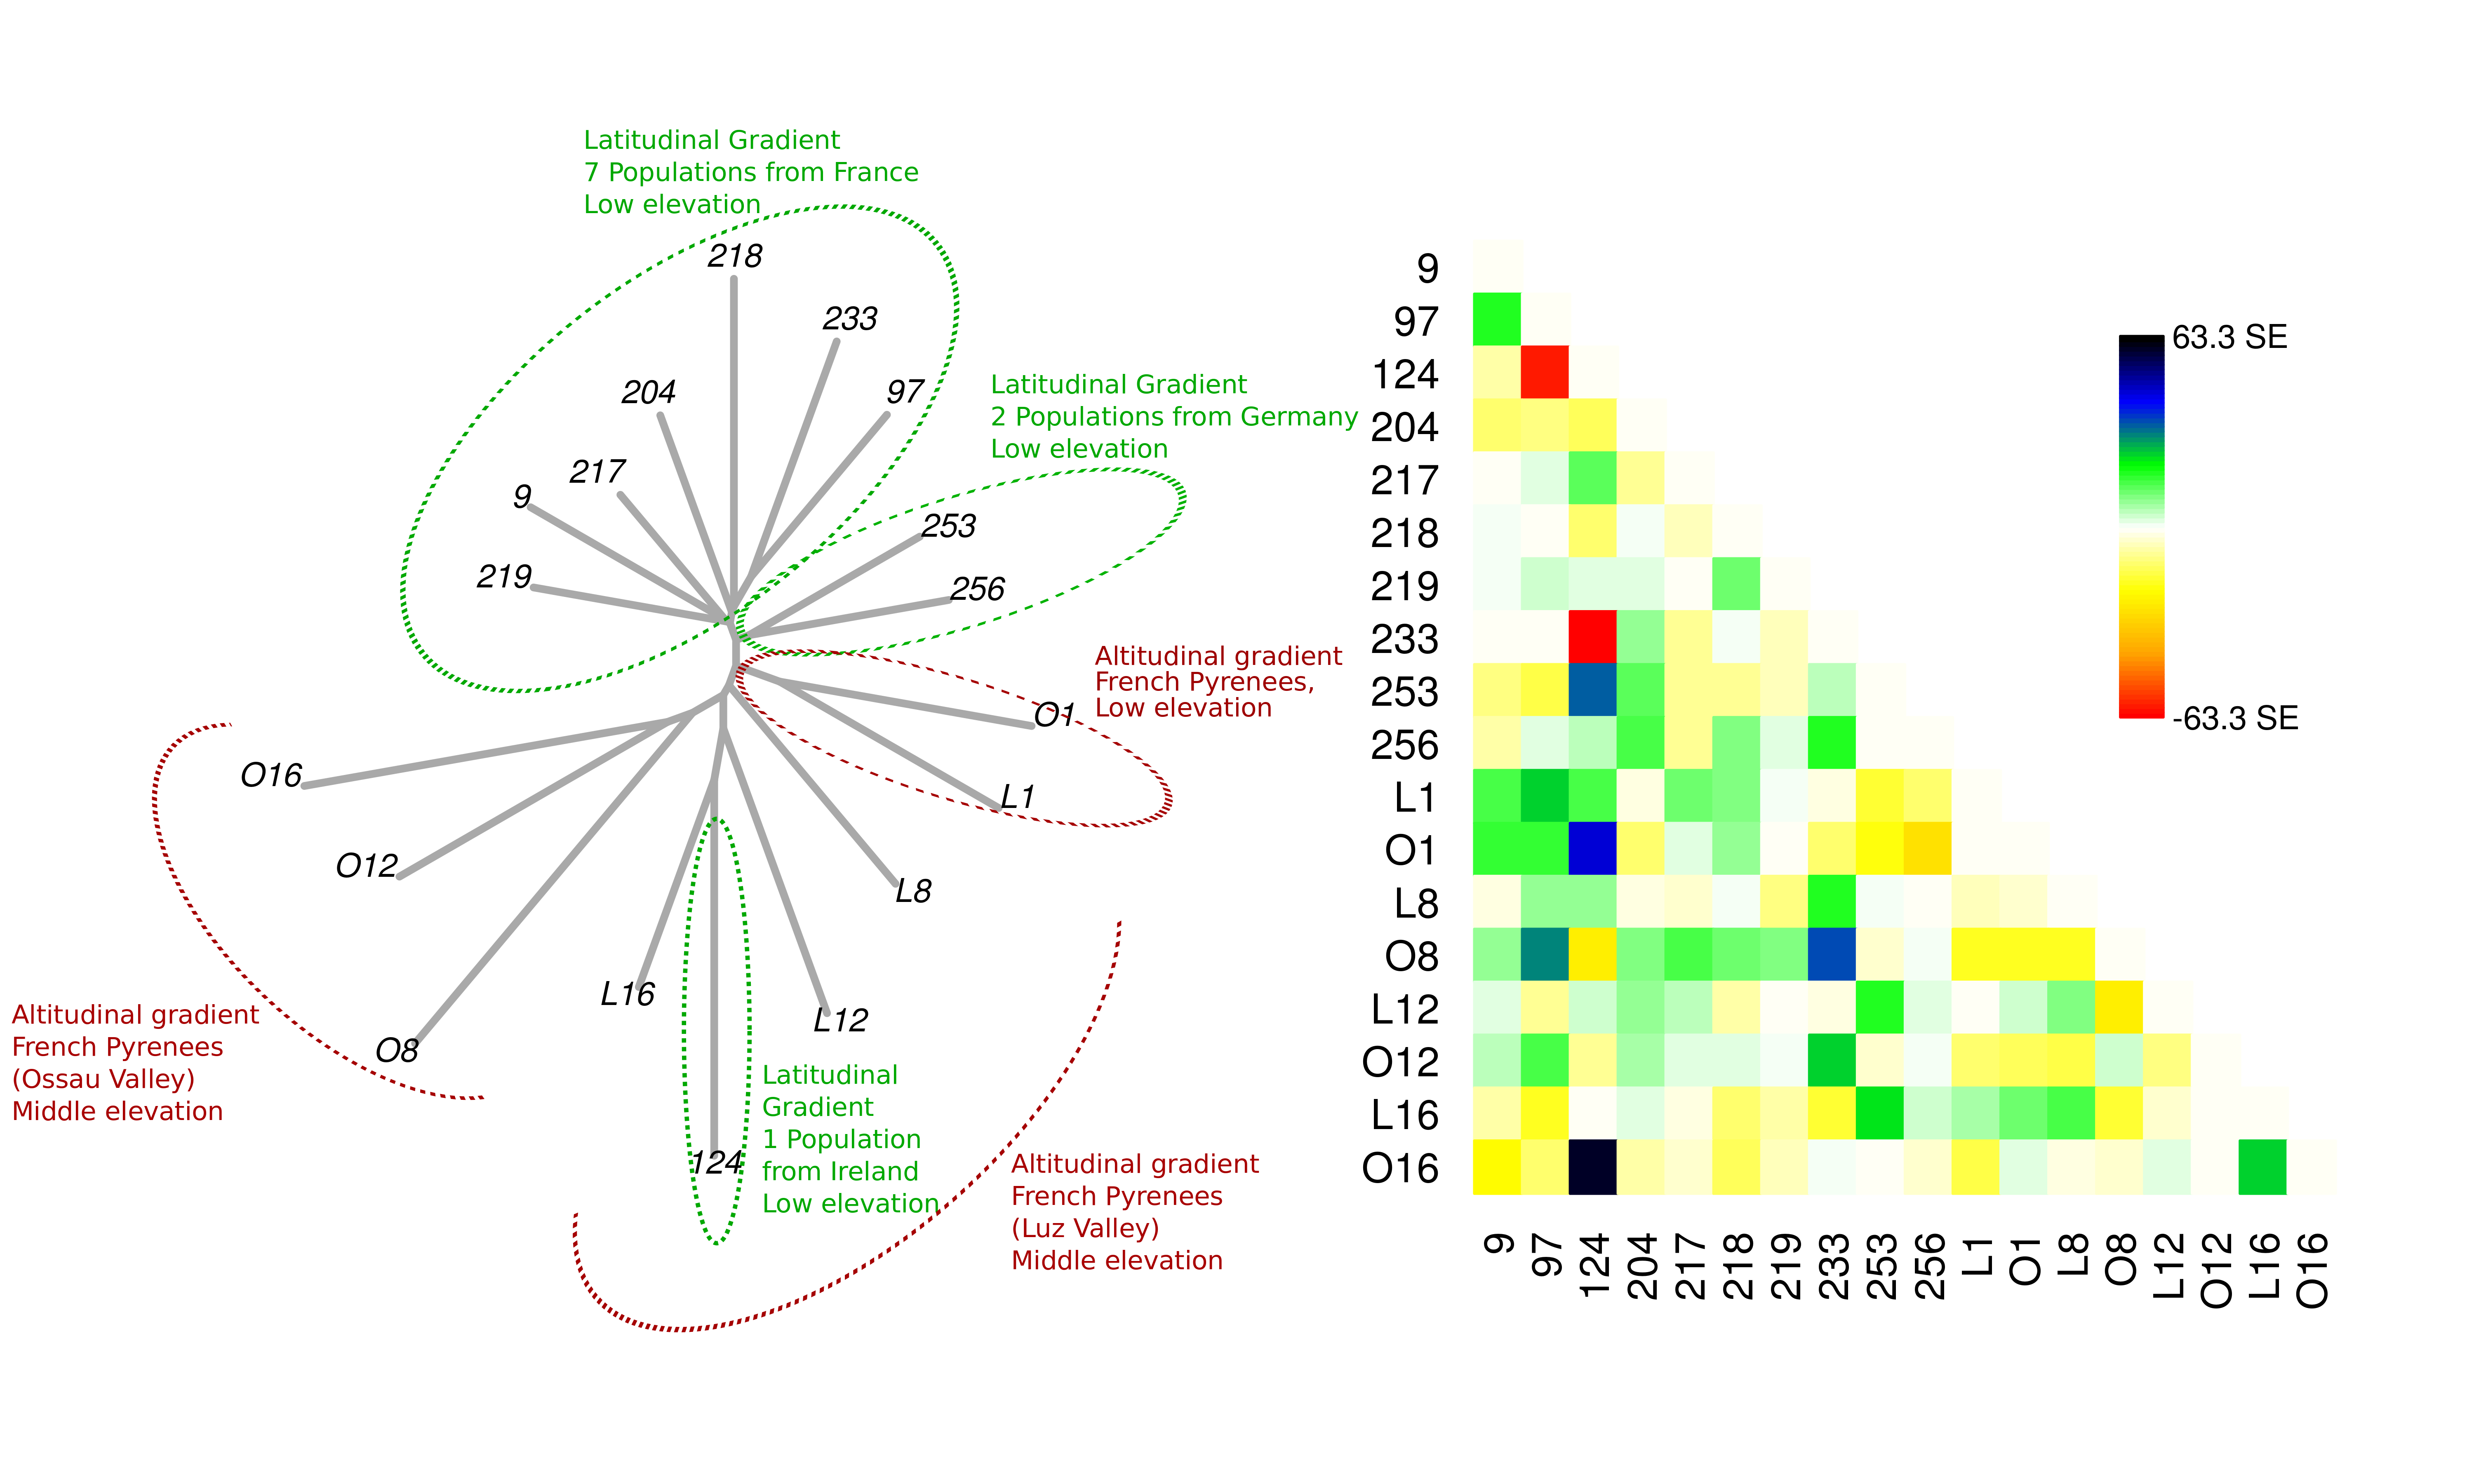 Latitudinal Gradient
7 Populations from France
Low elevation
218
233
204
97
217
9
219
Latitudinal Gradient
2 Populations from Germany
Low elevation
253
256
Altitudinal gradient
French Pyrenees,
Low elevation
O1
L1
O16
O12
L8
L16
L12
O8
124
Altitudinal gradient
French Pyrenees
(Ossau Valley)
Middle elevation
Latitudinal
Gradient
1 Population
from Ireland
Low elevation
Altitudinal gradient
French Pyrenees
(Luz Valley)
Middle elevation
9
97
124
204
217
218
219
233
253
256
L1
O1
L8
O8
L12
O12
L16
O16
63.3 SE
-63.3 SE
9
97
124
204
217
218
219
233
253
256
L1
O1
L8
O8
L12
O12
L16
O16